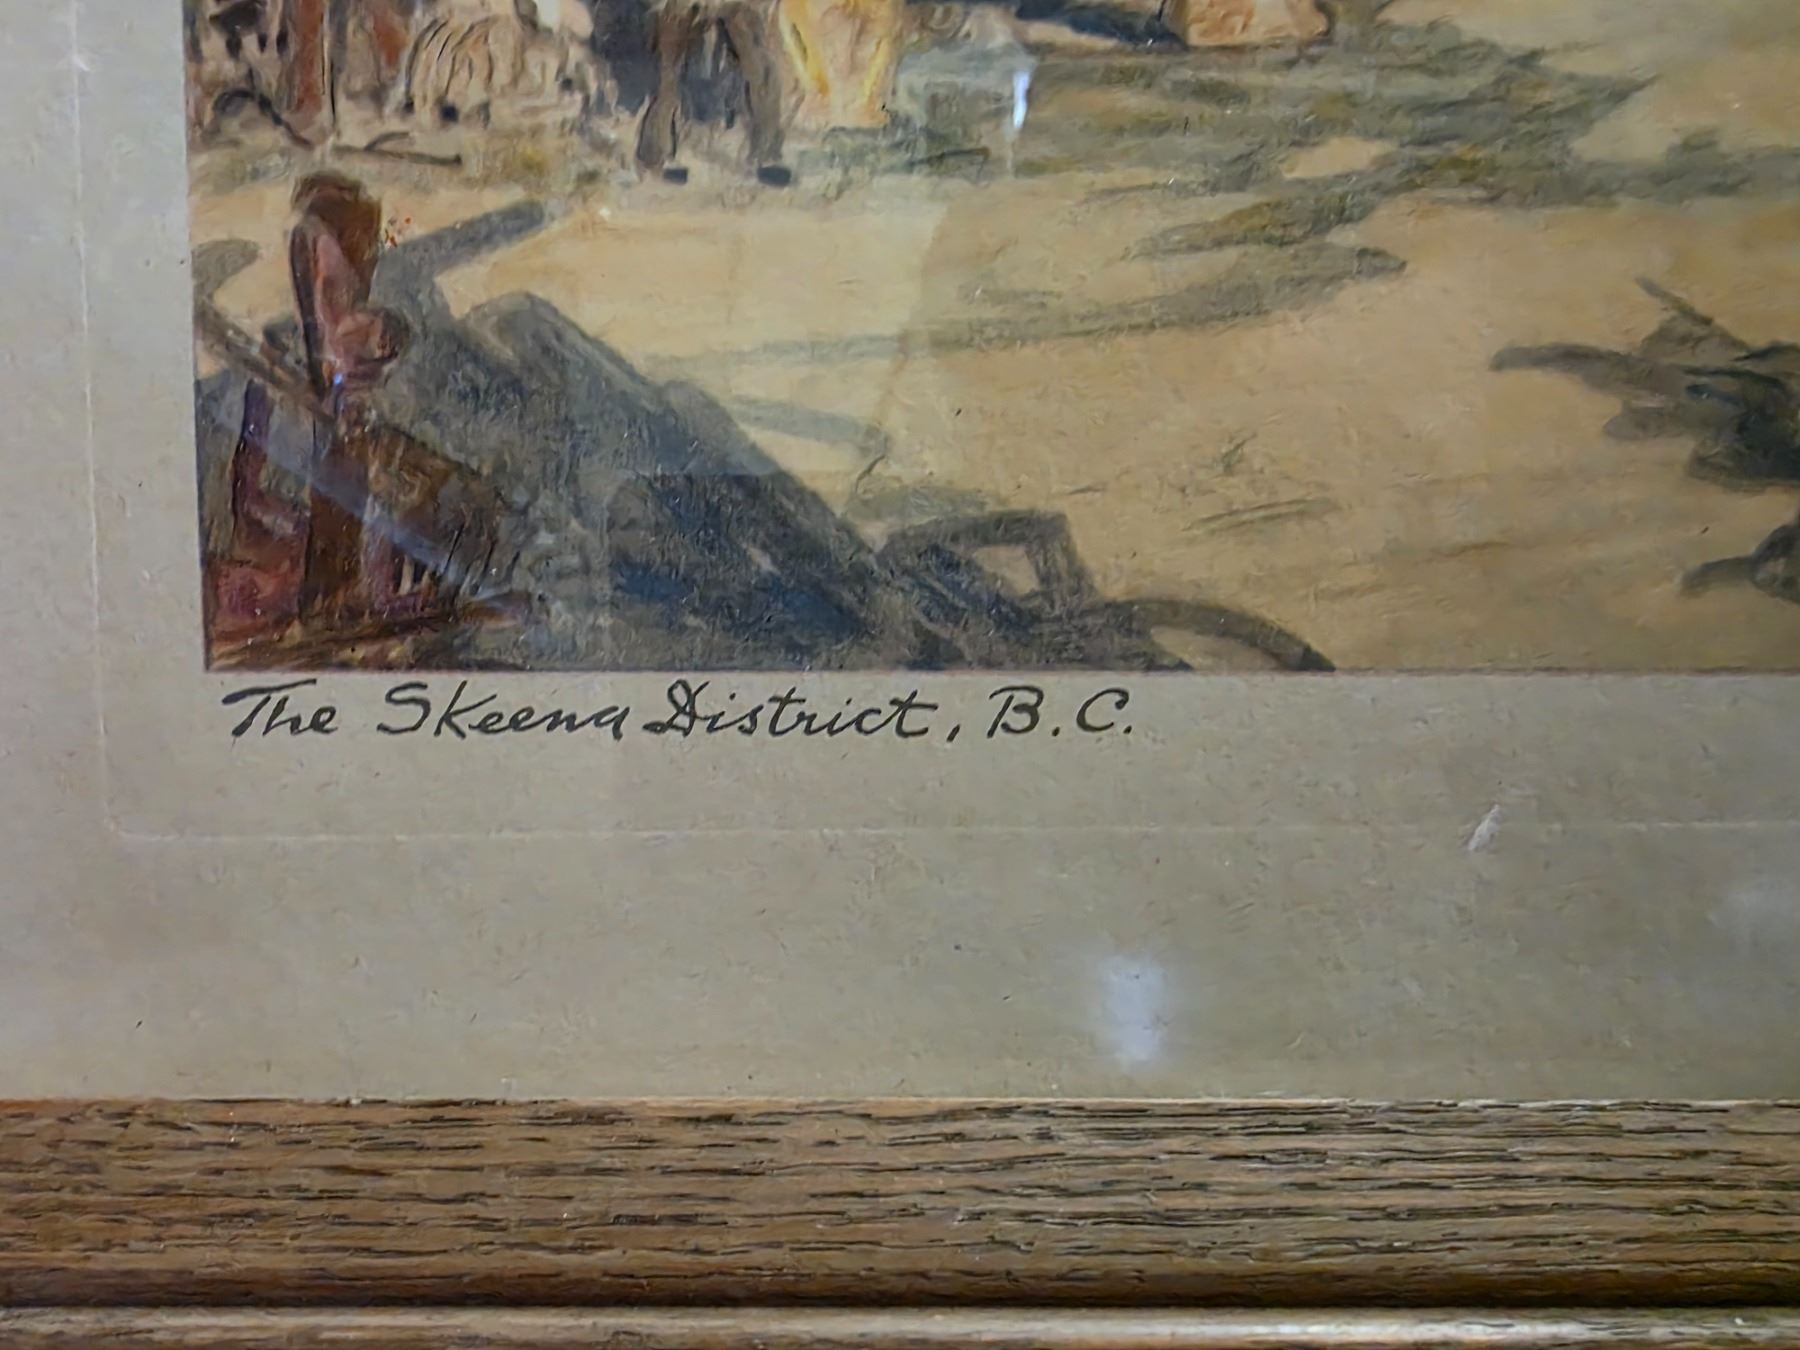 The Skeena District, B.C.